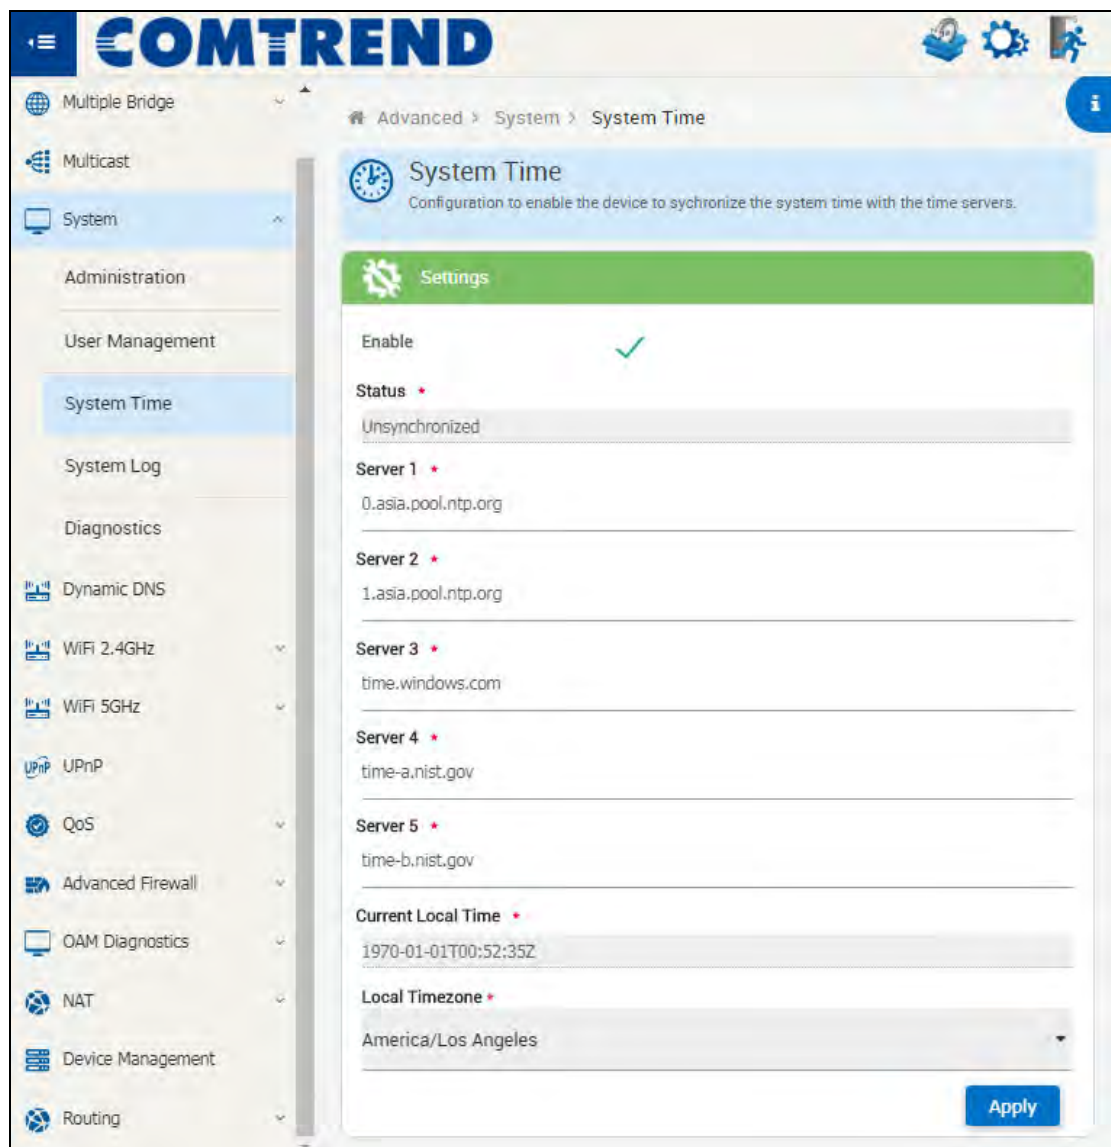 COMTREND
Multiple Bridge
Multicast
System
Administration
User Management
System Time
System Log
Diagnostics
Dynamic DNS
WiFi 2.4GHz
WiFi 5GHz
UPnP UPnP
QoS
Advanced Firewall
OAM Diagnostics
NAT
Device Management
Routing
i
Advanced > System > System Time
System Time
Configuration to enable the device to sychronize the system time with the time servers.
Settings
Enable
Status *
Unsynchronized
Server 1 *
0.asia.pool.ntp.org
Server 2 *
1.asia.pool.ntp.org
Server 3 *
time.windows.com
Server 4 *
time-a.nist.gov
Server 5 *
time-b.nist.gov
Current Local Time *
1970-01-01T00:52:35Z
Local Timezone *
America/Los Angeles
Apply